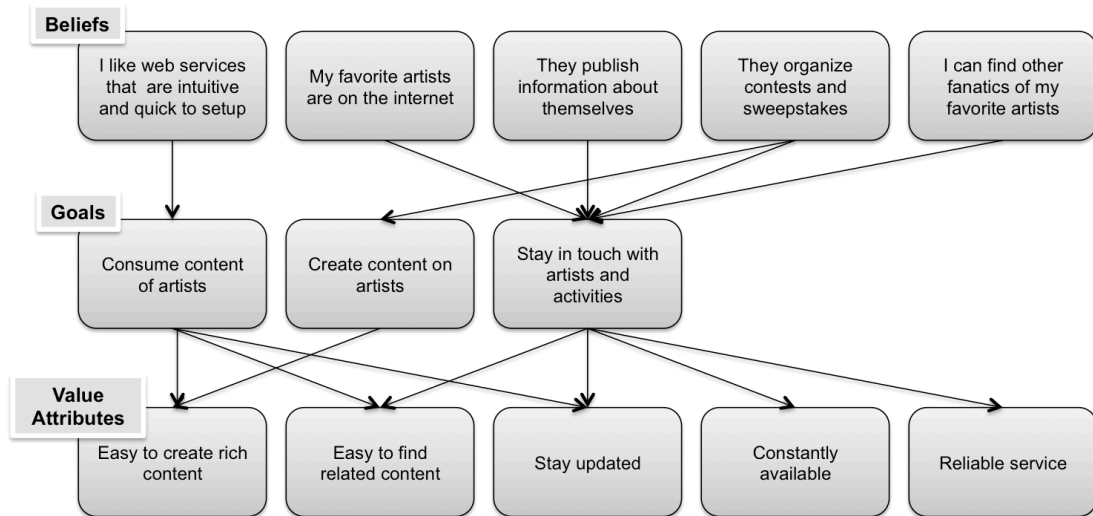 Beliefs
I like web services
that are intuitive
and quick to setup
My favorite artists
are on the internet
They publish
information about
themselves
They organize
contests and
sweepstakes
I can find other
fanatics of my
favorite artists
Goals
Consume content
of artists
Create content on
artists
Stay in touch with
artists and
activities
Value
Attributes
Easy to create rich
content
Easy to find
related content
Stay updated
Constantly
available
Reliable service